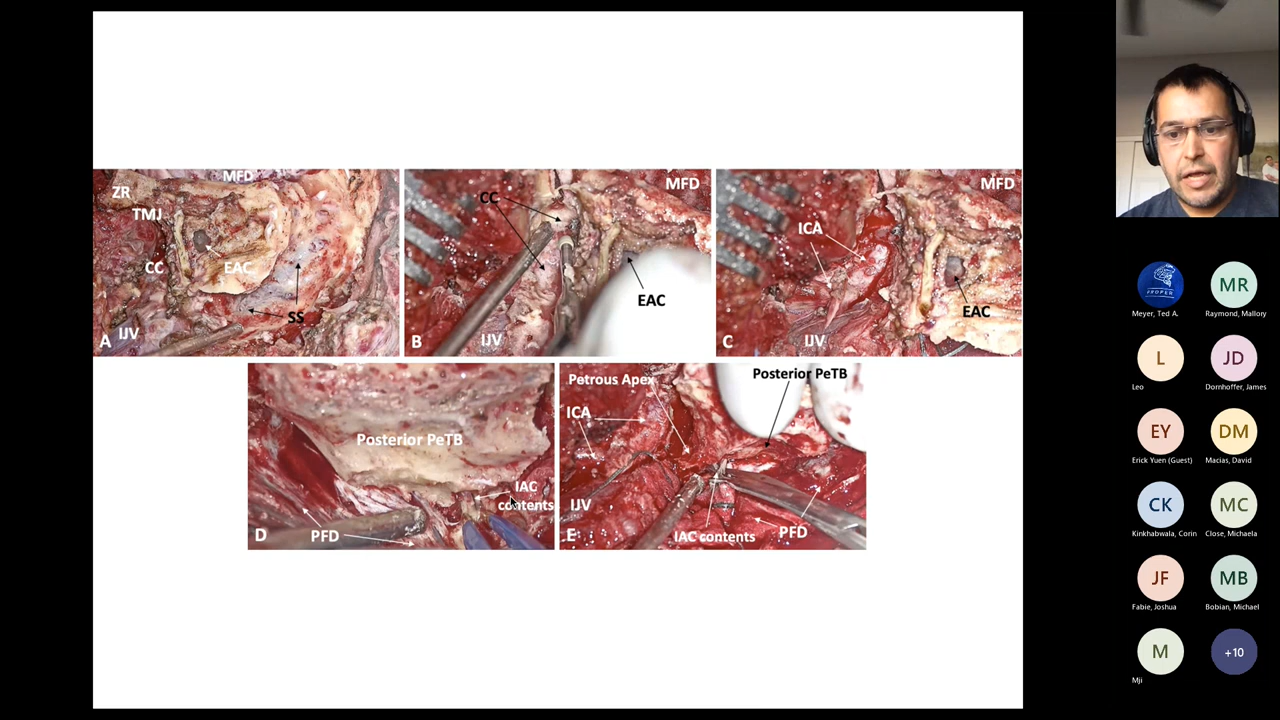 MFD
ZR
TMJ
CC
EAC
SS
A
IJV
CC
MFD
EAC
B
IJV
MFD
ICA
EAC
C
IJV
Posterior PeTB
IAC
contents
D
PFD
Posterior PeTB
Petrous Apex
ICA
IJV
E
IAC contents
PFD
PROPEL
Meyer, Ted A.
MR
Raymond, Mallory
L
Leo
JD
Dornhoffer, James
EY
Erick Yuen (Guest)
DM
Macias, David
CK
Kinkhabwala, Corin
MC
Close, Michaela
JF
Fabie, Joshua
MB
Bobian, Michael
M
Mji
+10